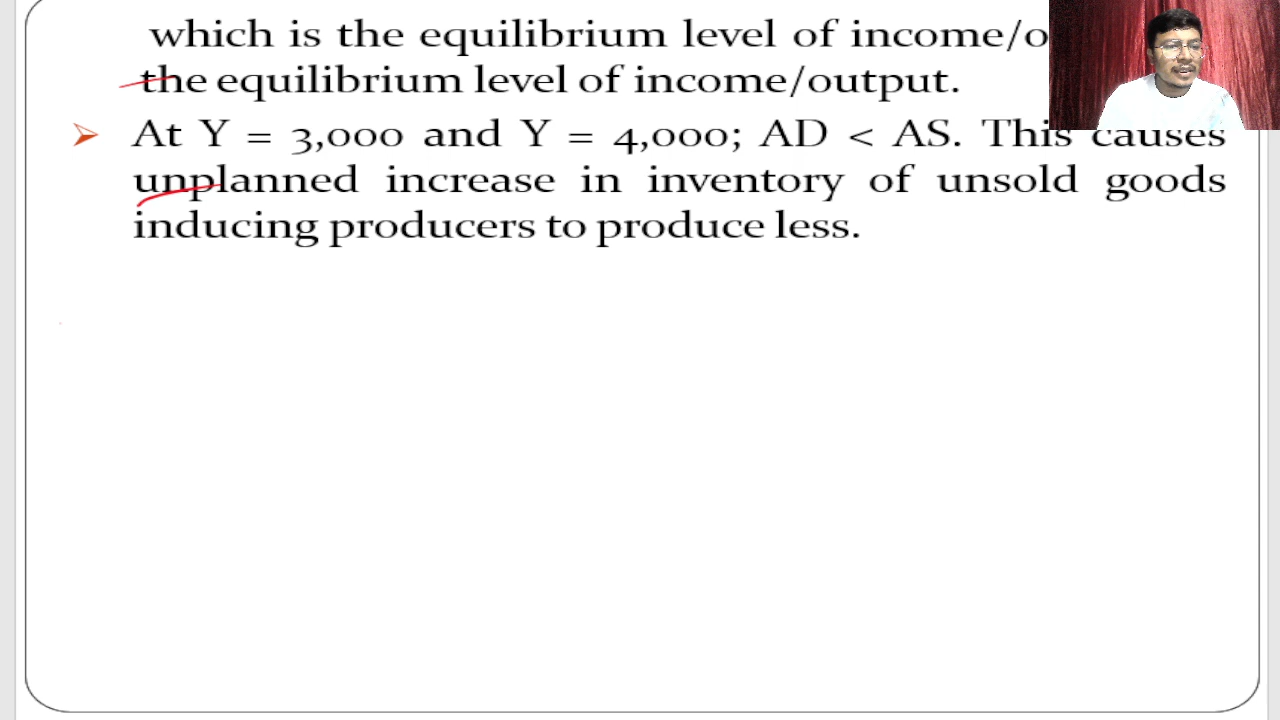 which is the equilibrium level of income/o
the equilibrium level of income/output.
At Y = 3,000 and Y = 4,000; AD < AS. This causes
unplanned increase in inventory of unsold goods
inducing producers to produce less.